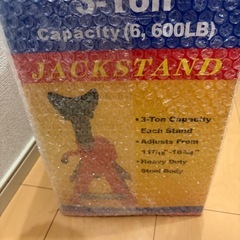 3-Ton
Capacity (6, 600LB)
JACKSTAND
• 3-Ton Capacity
Each Stand
• Adjusts From
• Heavy Duty
Steel Body